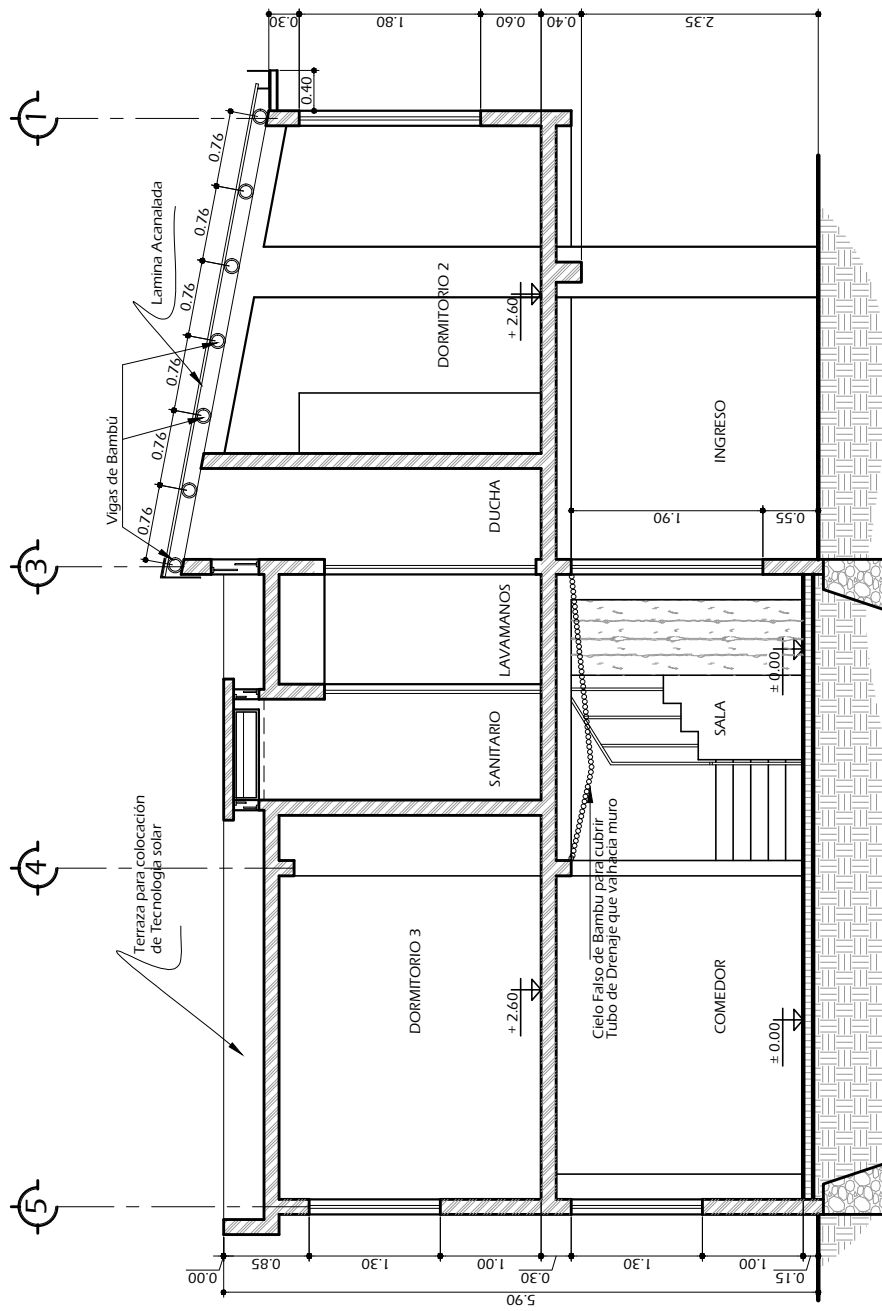 5
4
3
1
Terraza para colocación
de Tecnología solar
Vigas de Bambú
Lamina Acanalada
0.76
0.76
0.76
0.76
0.76
0.76
0.40
0.00
0.85
1.30
1.00
0.30
1.30
1.00
0.15
5.90
DORMITORIO 3
+ 2.60
SANITARIO
LAVAMANOS
DUCHA
DORMITORIO 2
+ 2.60
Cielo Falso de Bambu para cubrir
Tubo de Drenaje que va hacia muro
COMEDOR
± 0.00
SALA
± 0.00
1.90
0.55
INGRESO
0.30
1.80
0.60
0.40
2.35